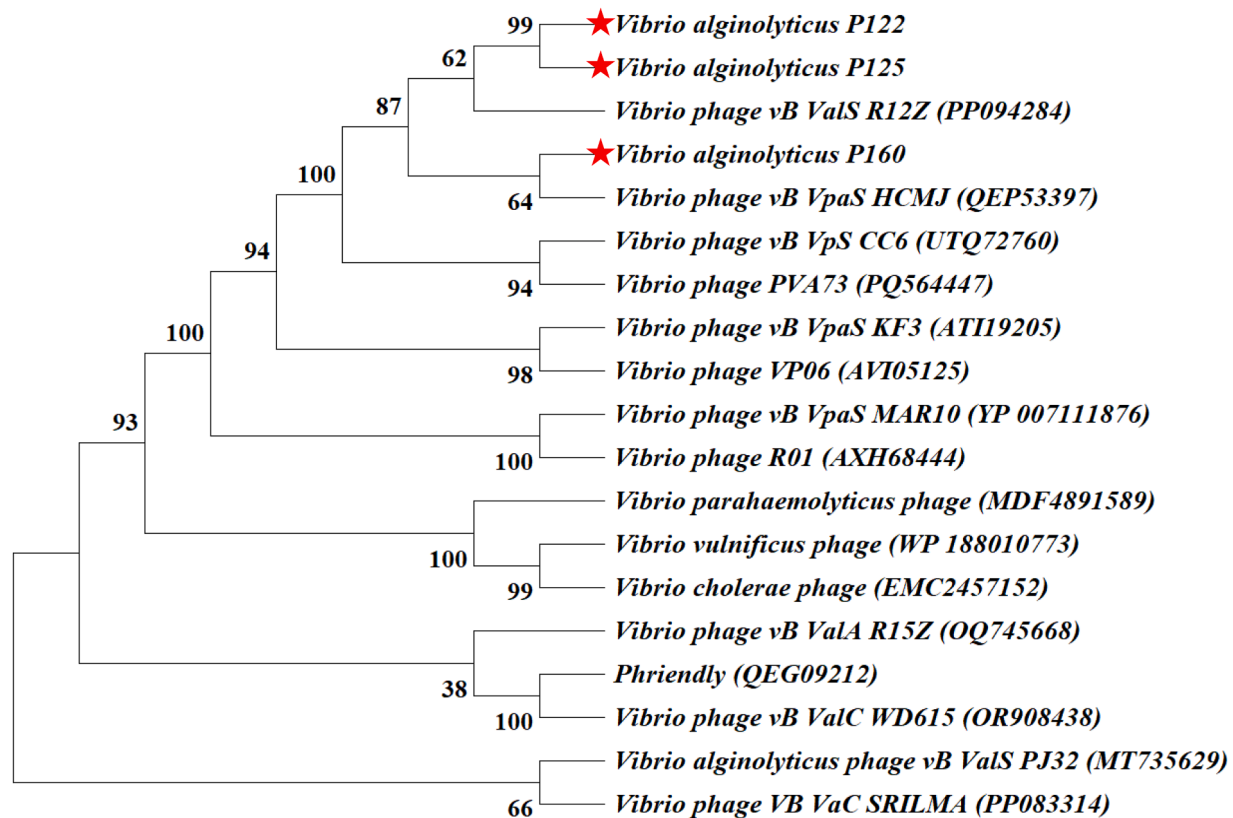 99
Vibrio alginolyticus P122
62
Vibrio alginolyticus P125
87
Vibrio phage vB ValS R12Z (PP094284)
Vibrio alginolyticus P160
100
64
Vibrio phage vB VpaS HCMJ (QEP53397)
Vibrio phage vB VpS CC6 (UTQ72760)
94
94
Vibrio phage PVA73 (PQ564447)
Vibrio phage vB VpaS KF3 (ATI19205)
100
98
Vibrio phage VP06 (AVI05125)
Vibrio phage vB VpaS MAR10 (YP 007111876)
93
100
Vibrio phage R01 (AXH68444)
Vibrio parahaemolyticus phage (MDF4891589)
Vibrio vulnificus phage (WP 188010773)
100
99
Vibrio cholerae phage (EMC2457152)
Vibrio phage vB ValA R15Z (OQ745668)
Phriendly (QEG09212)
38
100
Vibrio phage vB ValC WD615 (OR908438)
Vibrio alginolyticus phage vB ValS PJ32 (MT735629)
66
Vibrio phage VB VaC SRILMA (PP083314)